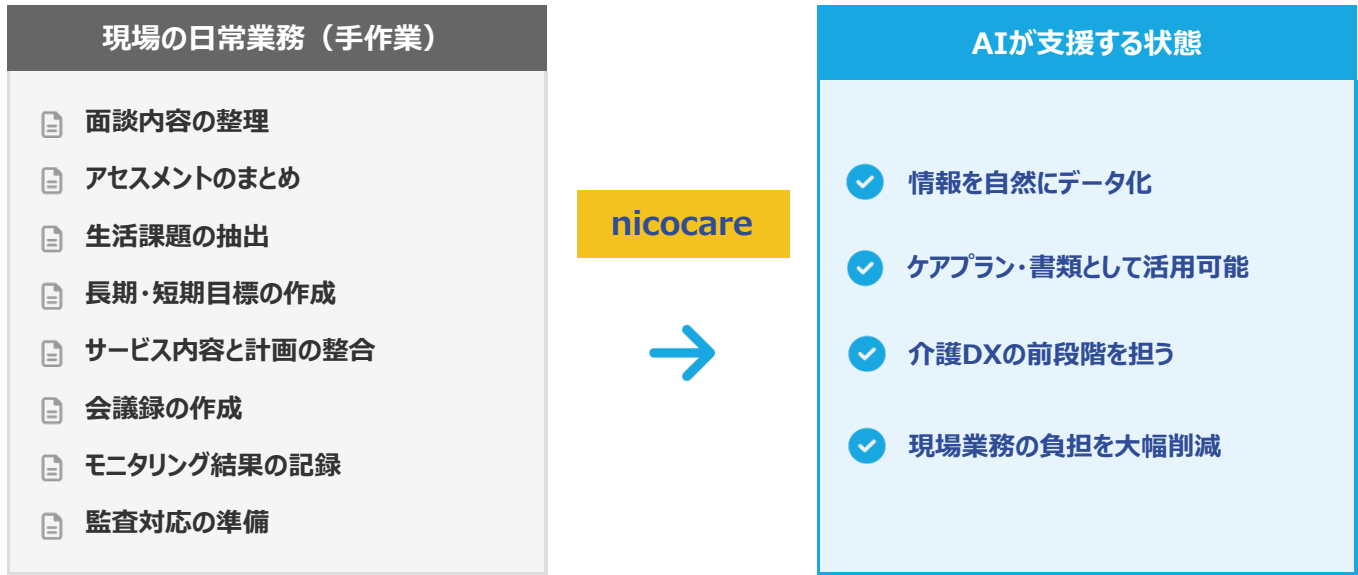 現場の日常業務（手作業）
面談内容の整理
アセスメントのまとめ
生活課題の抽出
長期・短期目標の作成
サービス内容と計画の整合
会議録の作成
モニタリング結果の記録
監査対応の準備
nicocare
AIが支援する状態
情報を自然にデータ化
ケアプラン・書類として活用可能
介護DXの前段階を担う
現場業務の負担を大幅削減